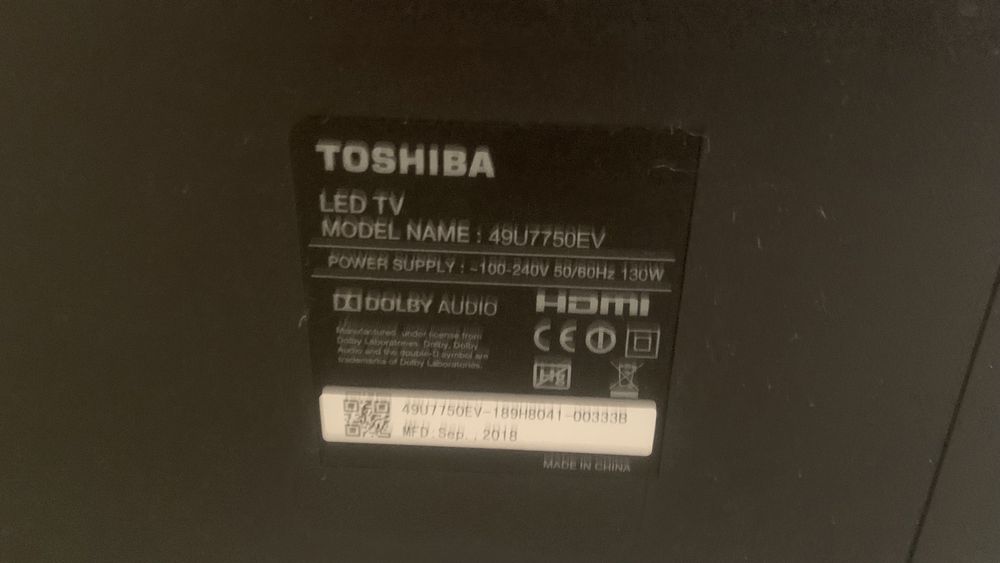 TOSHIBA
LED TV
MODEL NAME : 49U7750EV
POWER SUPPLY : ~100-240V 50/60Hz 130W
DOLBY AUDIO
HDMI
Manufactured under license from
Dolby Laboratories. Dolby, Dolby
Audio and the double-D symbol are
trademarks of Dolby Laboratories.
CE
Hg
49U7750EV-189H8041-00333B
MFD.Sep., 2018
MADE IN CHINA